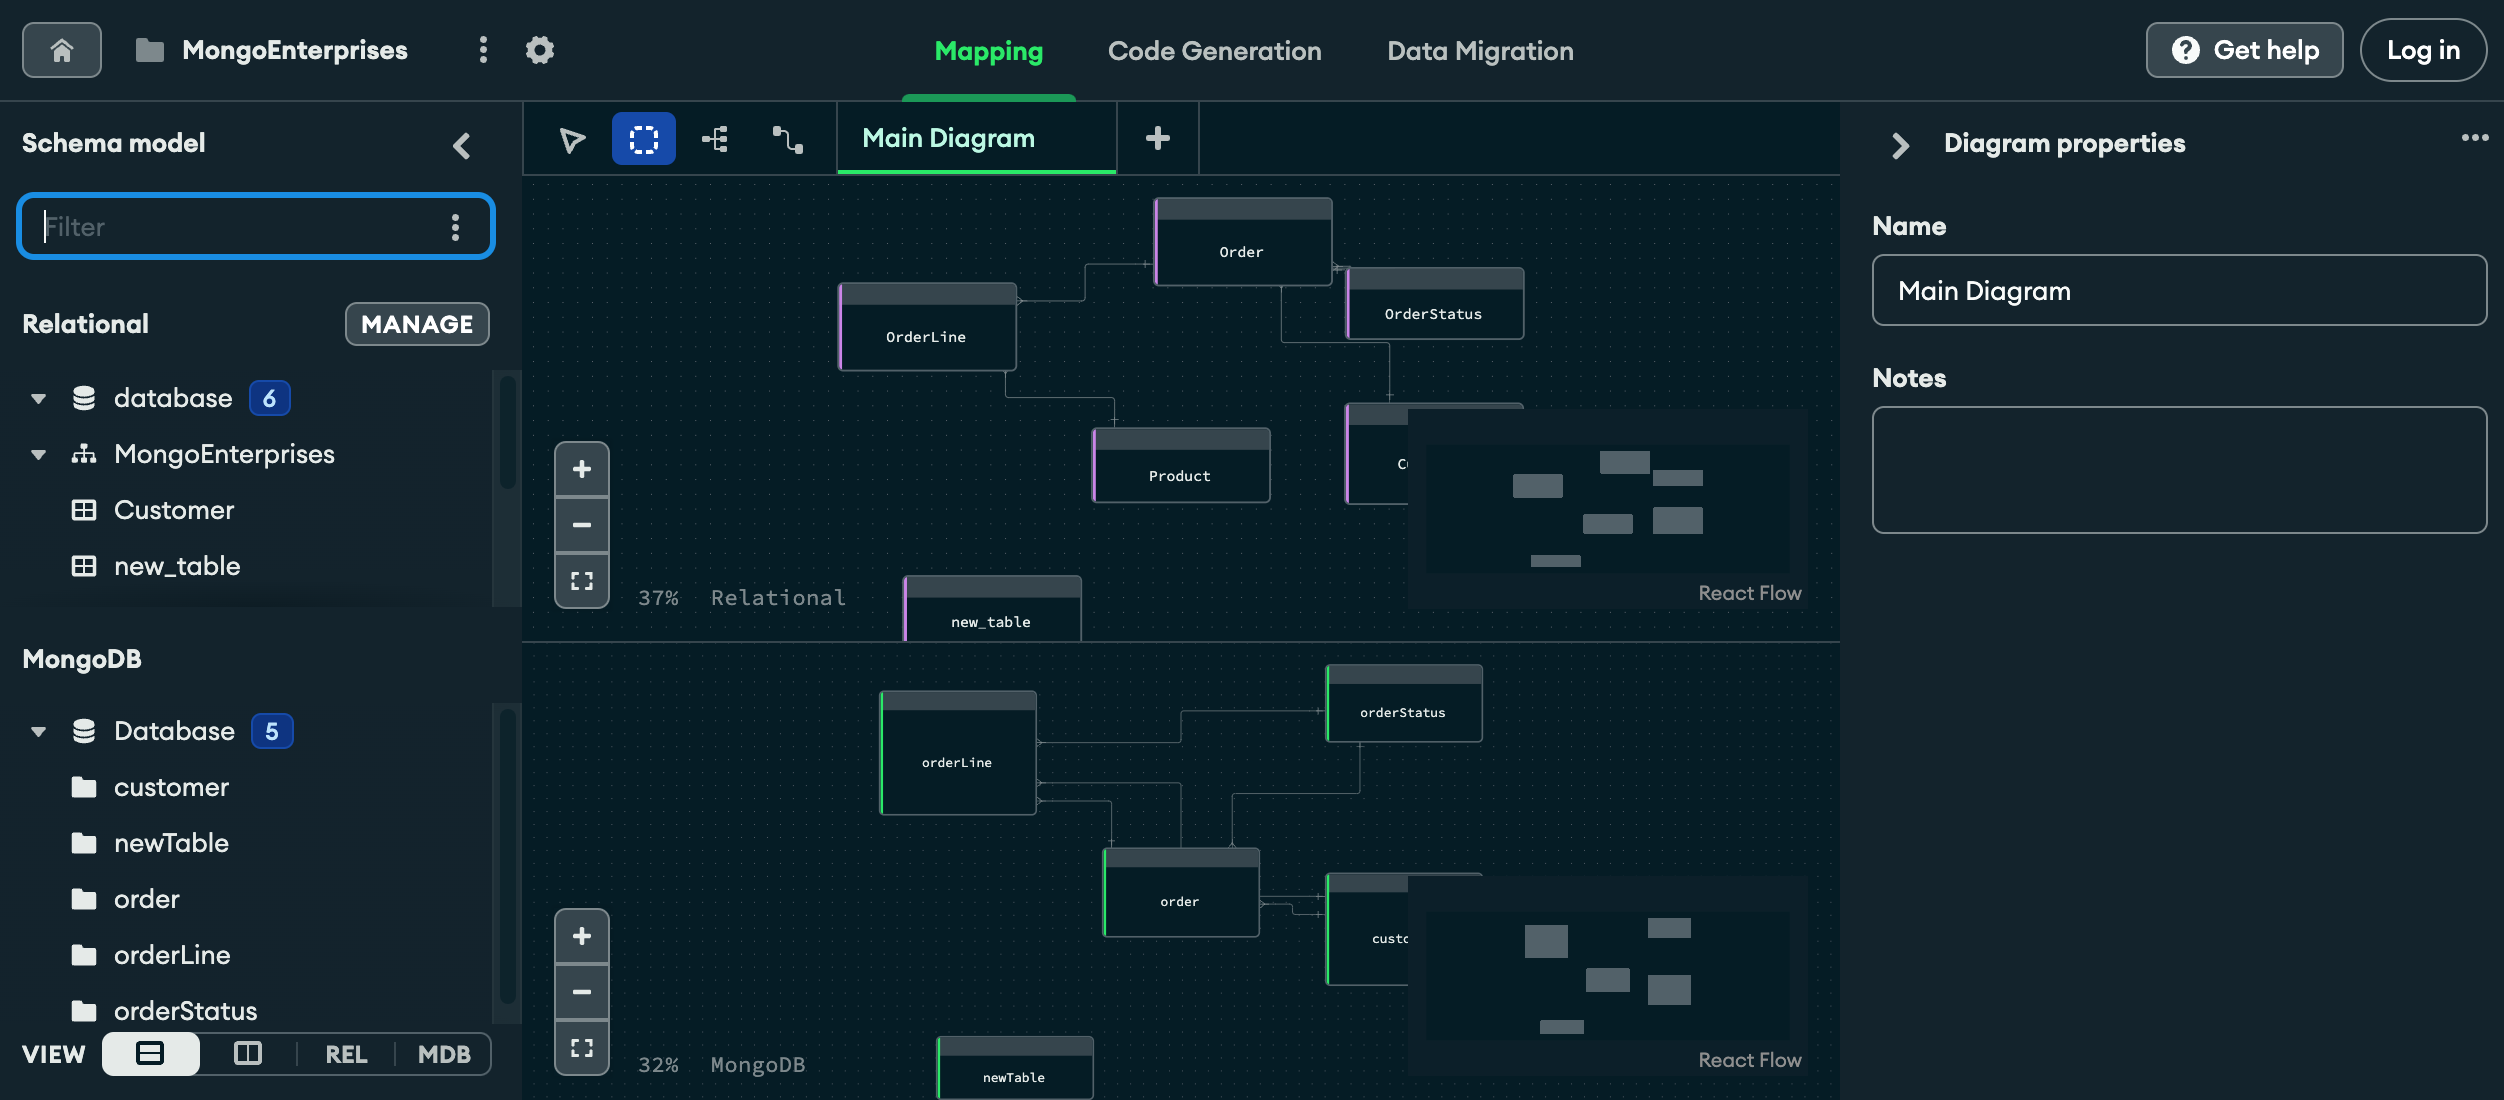 MongoEnterprises
Mapping
Code Generation
Data Migration
Get help
Log in
Schema model
Filter
Relational
MANAGE
database 6
MongoEnterprises
Customer
new_table
MongoDB
Database 5
customer
newTable
order
orderLine
orderStatus
VIEW
REL
MDB
Main Diagram
Order
OrderStatus
OrderLine
Product
new_table
37% Relational
React Flow
orderStatus
orderLine
order
custo
newTable
32% MongoDB
React Flow
Diagram properties
Name
Main Diagram
Notes